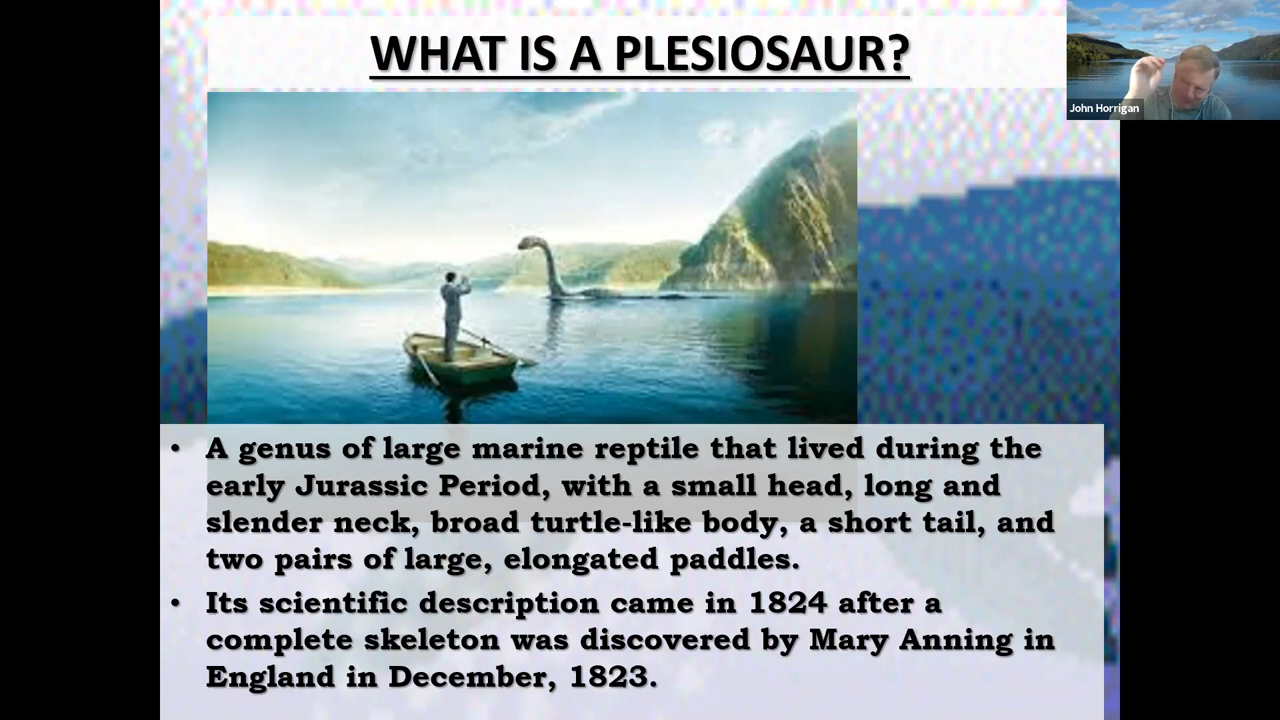 WHAT IS A PLESIOSAUR?
John Horrigan
• A genus of large marine reptile that lived during the
early Jurassic Period, with a small head, long and
slender neck, broad turtle-like body, a short tail, and
two pairs of large, elongated paddles.
• Its scientific description came in 1824 after a
complete skeleton was discovered by Mary Anning in
England in December, 1823.